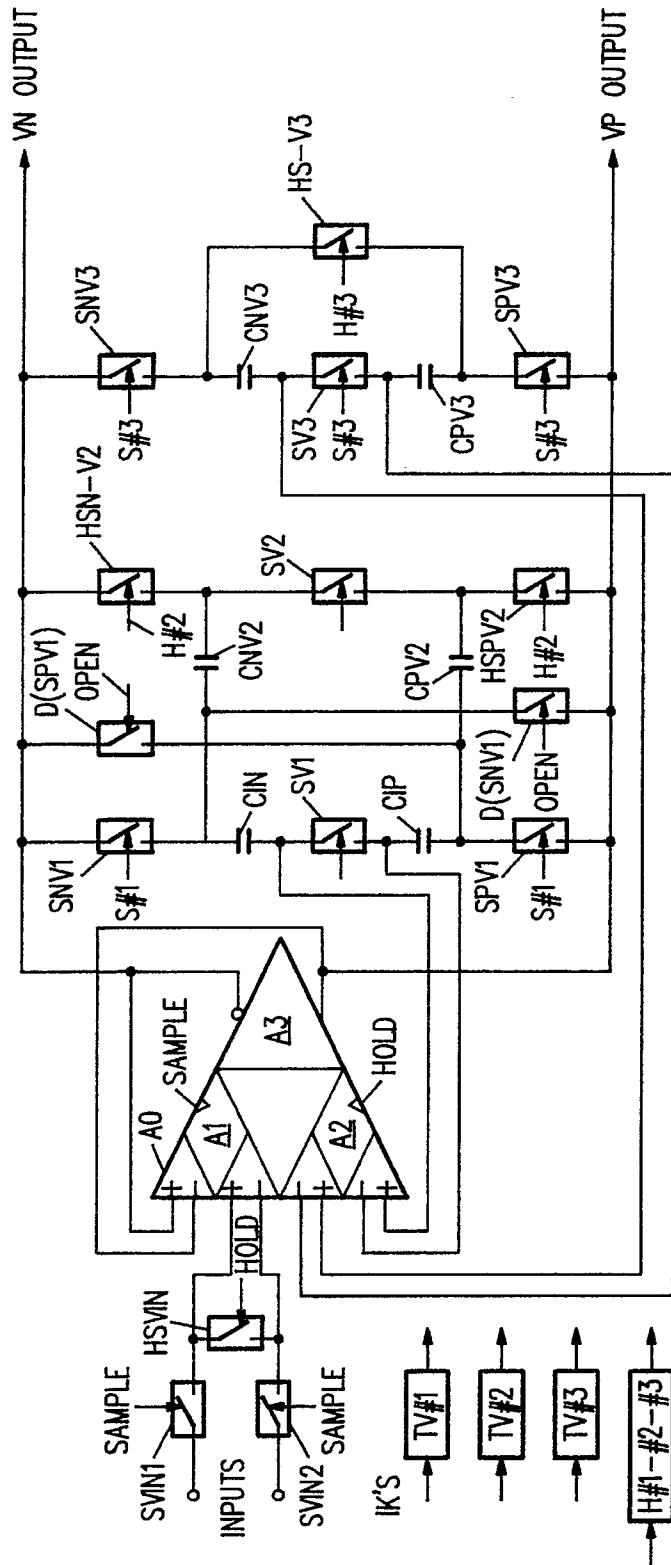 VN OUTPUT
VP OUTPUT
SNV3
S#3
CNV3
HS-V3
H#3
SV3
S#3
CPV3
SPV3
S#3
HSN-V2
H#2
CNV2
SV2
CPV2
HSPV2
H#2
D(SPV1)
OPEN
D(SNV1)
OPEN
SNV1
S#1
CIN
SV1
CIP
SPV1
S#1
A0
SAMPLE
A1
A2
A3
HOLD
+
-
+
-
-
+
-
+
HSVIN
HOLD
SAMPLE
SVIN1
INPUTS
SVIN2
SAMPLE
IK'S
TV#1
TV#2
TV#3
H#1-#2-#3